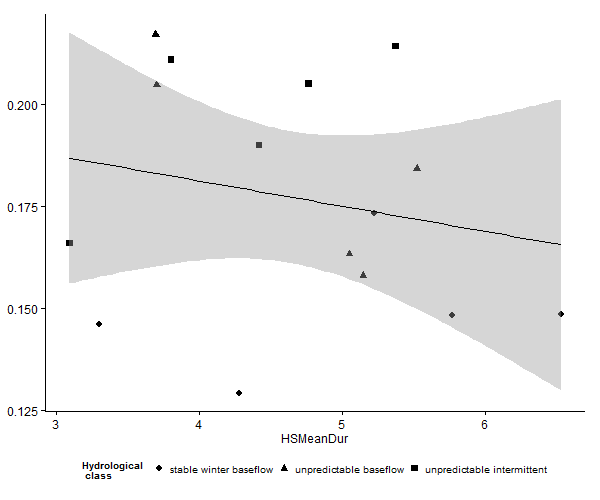 0.200
0.175
0.150
0.125
3 4 5 6
HSMeanDur
Hydrological
class
stable winter baseflow unpredictable baseflow unpredictable intermittent